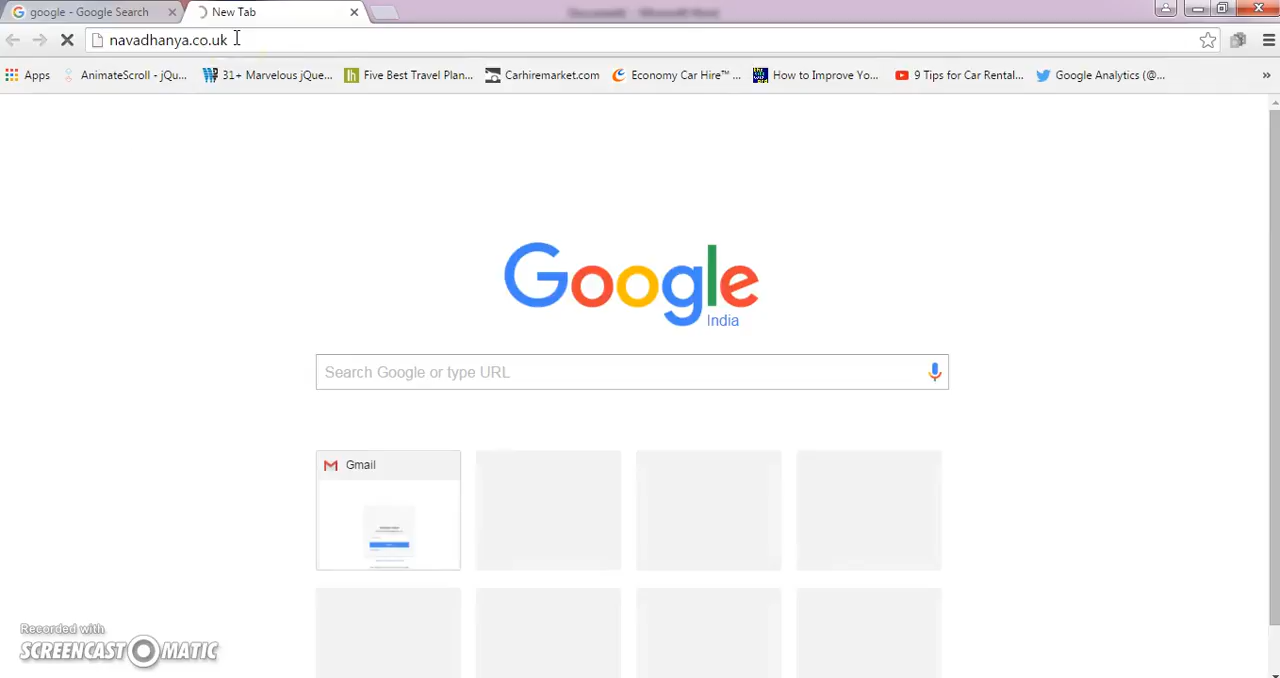 google - Google Search
New Tab
navadhanya.co.uk
Apps
AnimateScroll - jQu...
31+ Marvelous jQue...
Five Best Travel Plan...
Carhiremarket.com
Economy Car Hire™ ...
How to Improve Yo...
9 Tips for Car Rental...
Google Analytics (@...
Google
India
Search Google or type URL
Gmail
Recorded with
SCREENCAST-O-MATIC